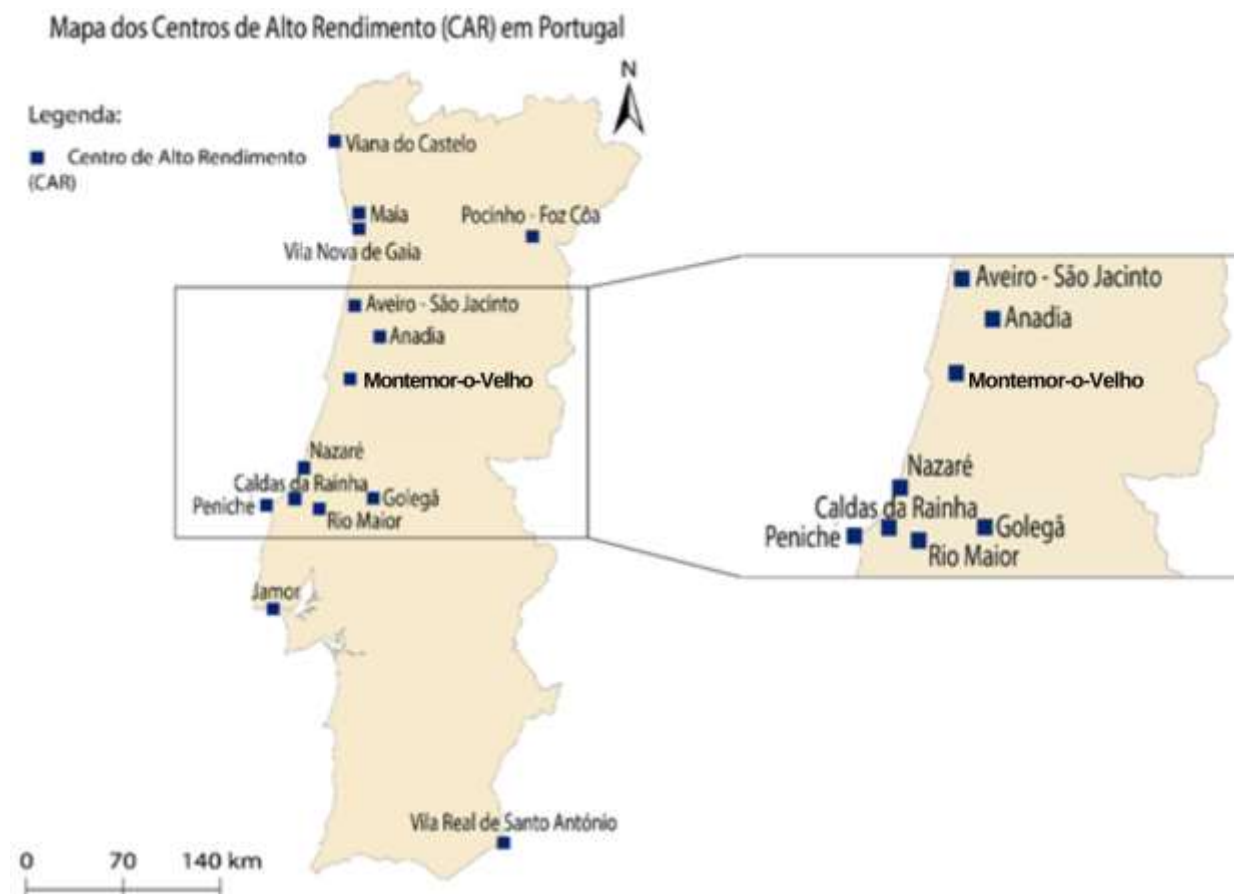 Mapa dos Centros de Alto Rendimento (CAR) em Portugal
N
Legenda:
Centro de Alto Rendimento
(CAR)
Viana do Castelo
Maia
Vila Nova de Gaia
Pocinho - Foz Côa
Aveiro - São Jacinto
Anadia
Montemor-o-Velho
Nazaré
Caldas da Rainha
Peniche
Golegã
Rio Maior
Jamor
Vila Real de Santo António
0 70 140 km
Aveiro - São Jacinto
Anadia
Montemor-o-Velho
Nazaré
Caldas da Rainha
Peniche
Golegã
Rio Maior